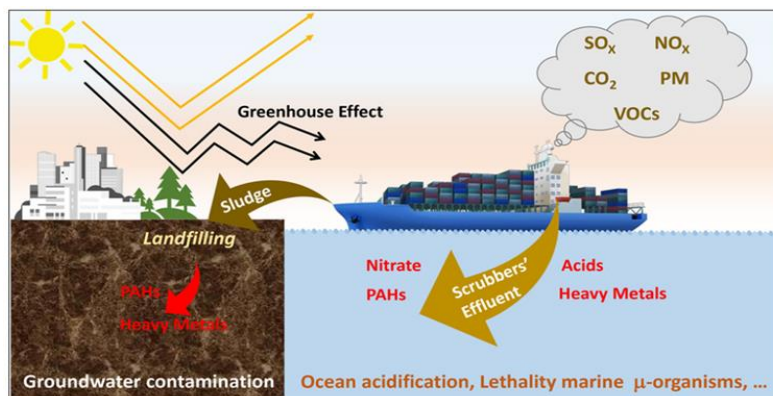 SOX NOX
CO2 PM
VOCs
Greenhouse Effect
Sludge
Landfilling
Nitrate
PAHs
Scrubbers'
Effluent
Acids
Heavy Metals
PAHs
Heavy Metals
Groundwater contamination
Ocean acidification, Lethality marine μ-organisms, ...